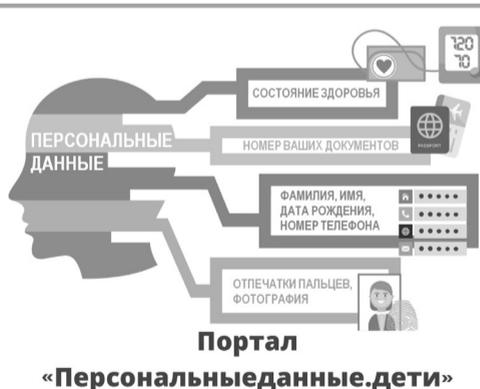 120
70
СОСТОЯНИЕ ЗДОРОВЬЯ
ПЕРСОНАЛЬНЫЕ
ДАННЫЕ
НОМЕР ВАШИХ ДОКУМЕНТОВ
PASSPORT
ФАМИЛИЯ, ИМЯ,
ДАТА РОЖДЕНИЯ,
НОМЕР ТЕЛЕФОНА
ОТПЕЧАТКИ ПАЛЬЦЕВ,
ФОТОГРАФИЯ
Портал
«Персональныеданные.дети»